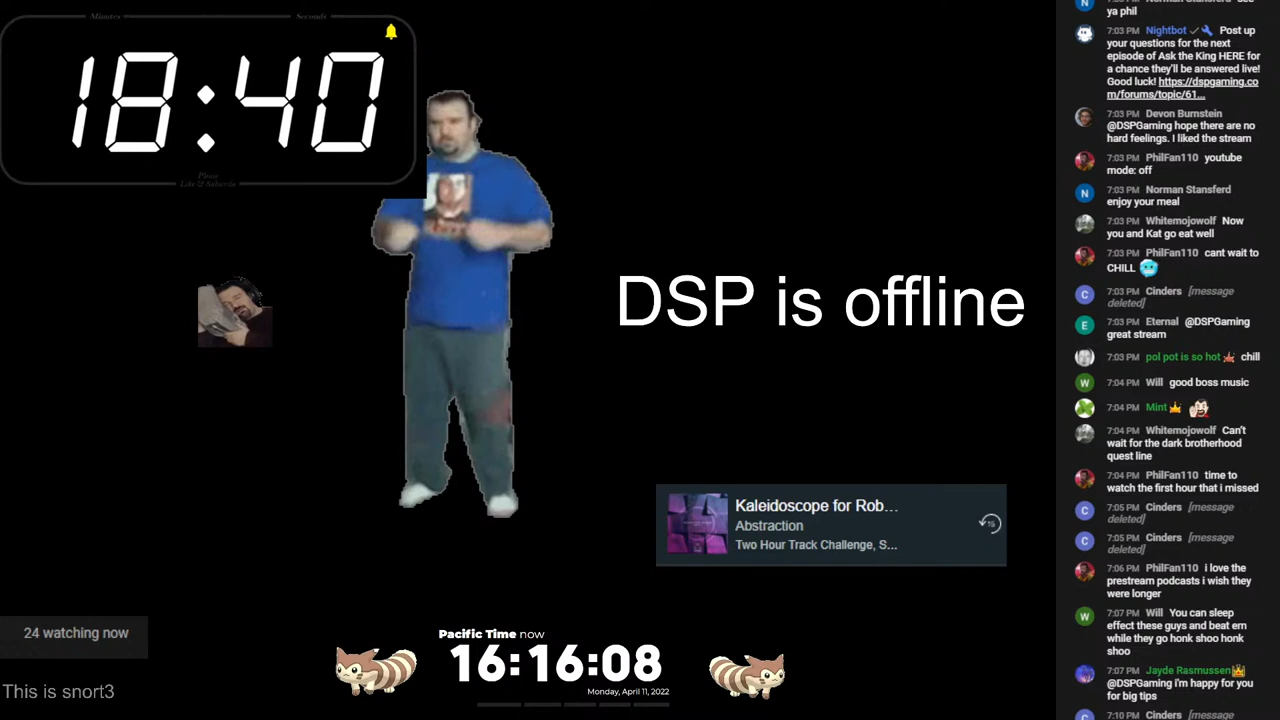 Minutes
Seconds
18:40
Please
Like & Subscribe
DSP is offline
Kaleidoscope for Rob...
Abstraction
Two Hour Track Challenge, S...
15
24 watching now
This is snort3
Pacific Time now
16:16:08
Monday, April 11, 2022
Norman Stansferd see
ya phil
7:03 PM Nightbot Post up
your questions for the next
episode of Ask the King HERE for
a chance they'll be answered live!
Good luck! https://dspgaming.co
m/forums/topic/61...
7:03 PM Devon Burnstein
@DSPGaming hope there are no
hard feelings. I liked the stream
7:03 PM PhilFan110 youtube
mode: off
N 7:03 PM Norman Stansferd
enjoy your meal
7:03 PM Whitemojowolf Now
you and Kat go eat well
7:03 PM PhilFan110 cant wait to
CHILL
C 7:03 PM Cinders [message
deleted]
E 7:03 PM Eternal @DSPGaming
great stream
7:03 PM pol pot is so hot chill
W 7:04 PM Will good boss music
7:04 PM Mint
7:04 PM Whitemojowolf Can't
wait for the dark brotherhood
quest line
7:04 PM PhilFan110 time to
watch the first hour that i missed
C 7:05 PM Cinders [message
deleted]
C 7:05 PM Cinders [message
deleted]
7:06 PM PhilFan110 i love the
prestream podcasts i wish they
were longer
W 7:07 PM Will You can sleep
effect these guys and beat em
while they go honk shoo honk
shoo
7:07 PM Jayde Rasmussen
@DSPGaming i'm happy for you
for big tips
C 7:10 PM Cinders [message